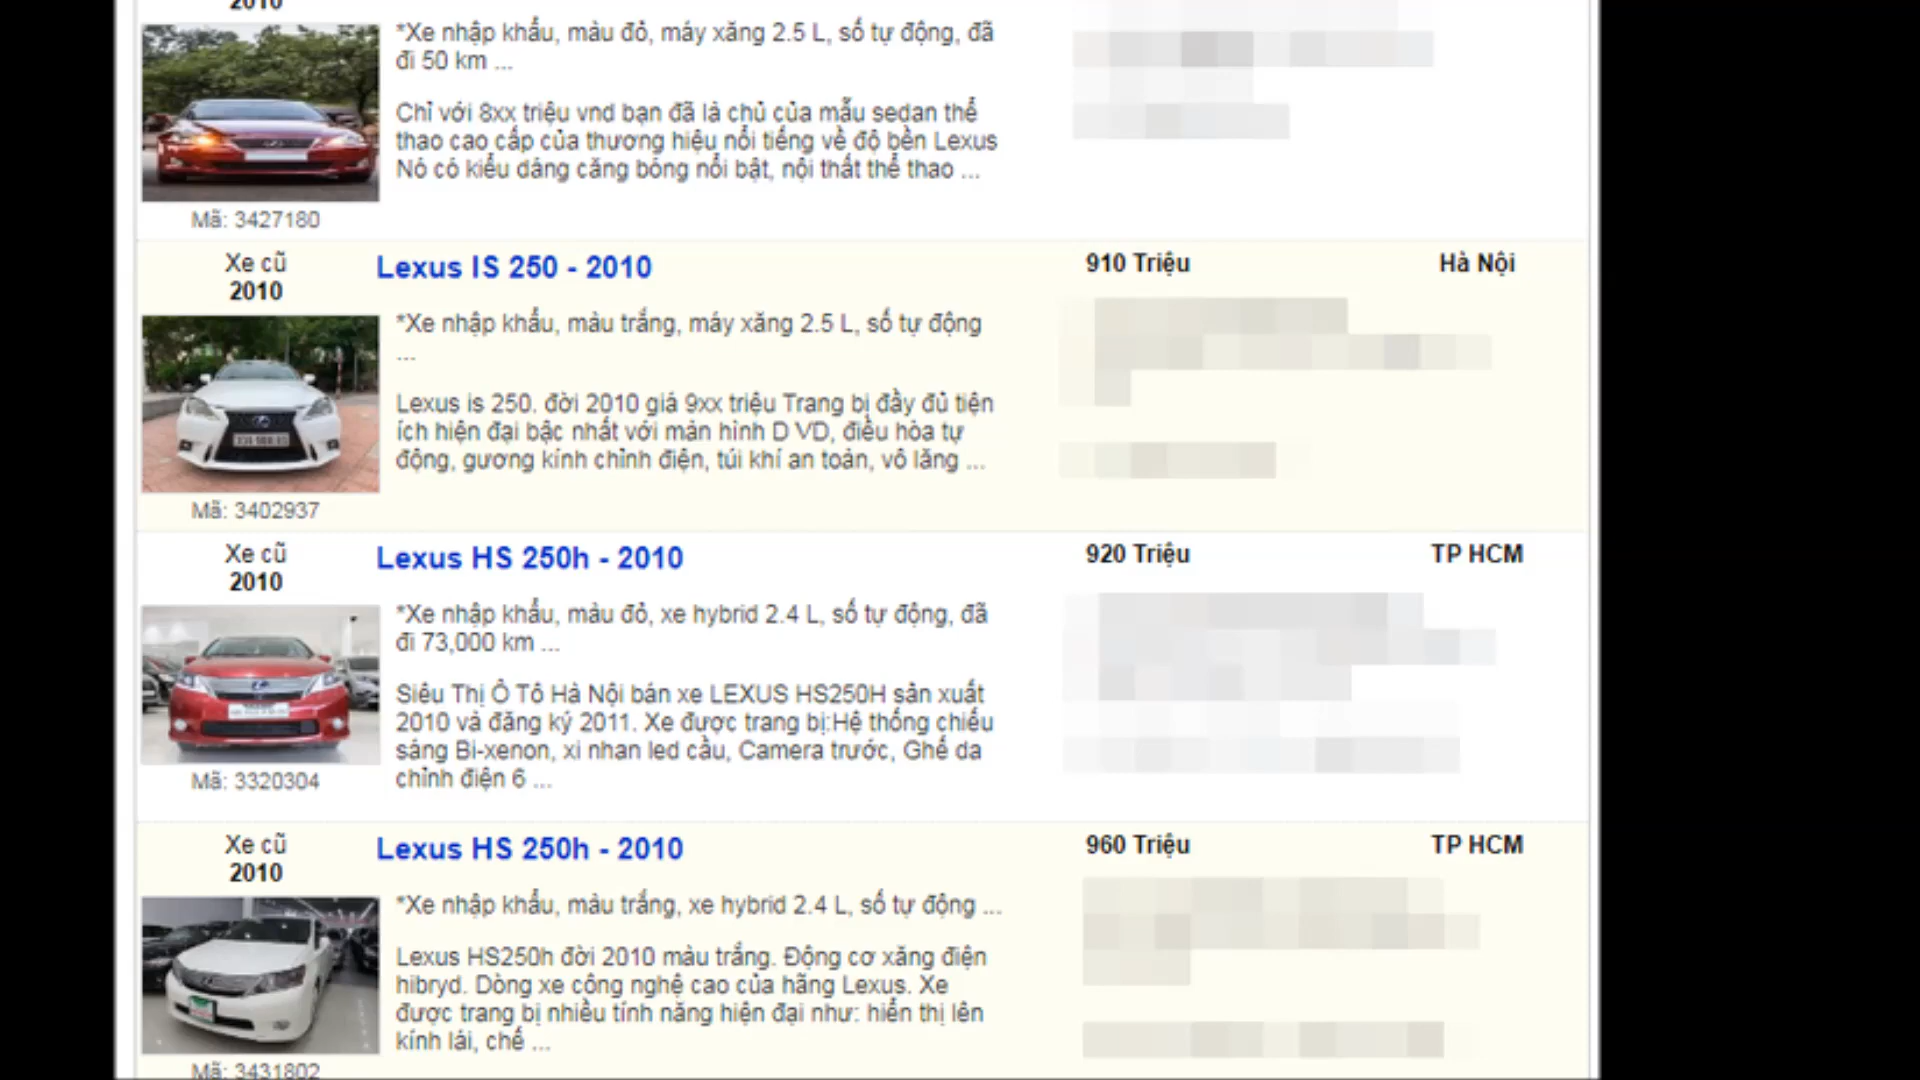 2010
*Xe nhập khẩu, màu đỏ, máy xăng 2.5 L, số tự động, đã
đi 50 km ...
Chỉ với 8xx triệu vnd bạn đã là chủ của mẫu sedan thể
thao cao cấp của thương hiệu nổi tiếng về độ bền Lexus
Nó có kiểu dáng căng bóng nổi bật, nội thất thể thao ...
Mã: 3427180
Xe cũ
2010
Lexus IS 250 - 2010
910 Triệu
Hà Nội
*Xe nhập khẩu, màu trắng, máy xăng 2.5 L, số tự động
...
Lexus is 250. đời 2010 giá 9xx triệu Trang bị đầy đủ tiện
ích hiện đại bậc nhất với màn hình D VD, điều hòa tự
động, gương kính chỉnh điện, túi khí an toàn, vô lăng ...
Mã: 3402937
Xe cũ
2010
Lexus HS 250h - 2010
920 Triệu
TP HCM
*Xe nhập khẩu, màu đỏ, xe hybrid 2.4 L, số tự động, đã
đi 73,000 km ...
Siêu Thị Ô Tô Hà Nội bán xe LEXUS HS250H sản xuất
2010 và đăng ký 2011. Xe được trang bị:Hệ thống chiếu
sáng Bi-xenon, xi nhan led cầu, Camera trước, Ghế da
chỉnh điện 6 ...
Mã: 3320304
Xe cũ
2010
Lexus HS 250h - 2010
960 Triệu
TP HCM
*Xe nhập khẩu, màu trắng, xe hybrid 2.4 L, số tự động ...
Lexus HS250h đời 2010 màu trắng. Động cơ xăng điện
hibryd. Dòng xe công nghệ cao của hãng Lexus. Xe
được trang bị nhiều tính năng hiện đại như: hiển thị lên
kính lái, chế ...
Mã: 3431802